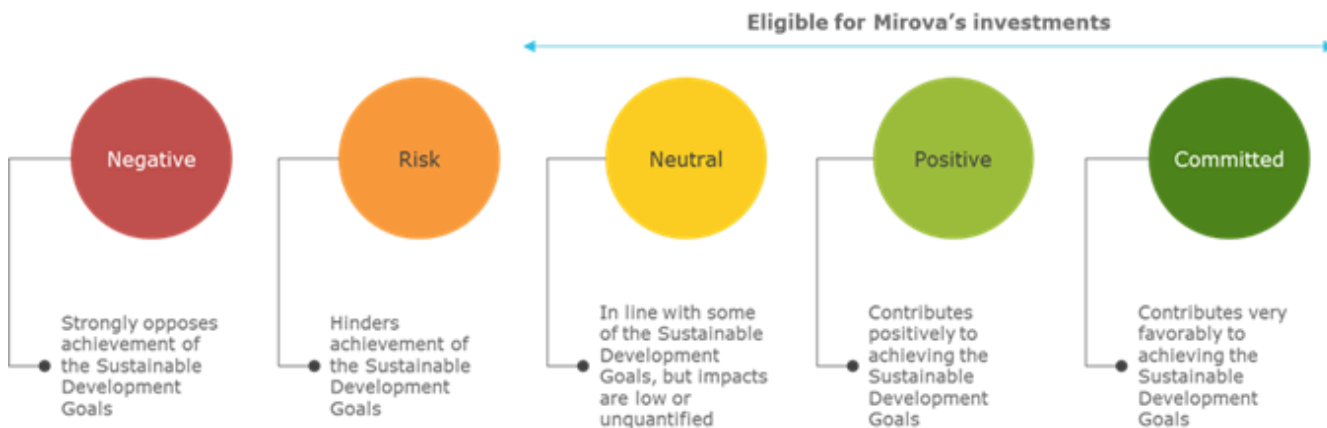 Eligible for Mirova's investments
Negative
Risk
Neutral
Positive
Committed
Strongly opposes
achievement of
the Sustainable
Development
Goals
Hinders
achievement of
the Sustainable
Development
Goals
In line with some
of the Sustainable
Development
Goals, but impacts
are low or
unquantified
Contributes
positively to
achieving the
Sustainable
Development
Goals
Contributes very
favorably to
achieving the
Sustainable
Development
Goals